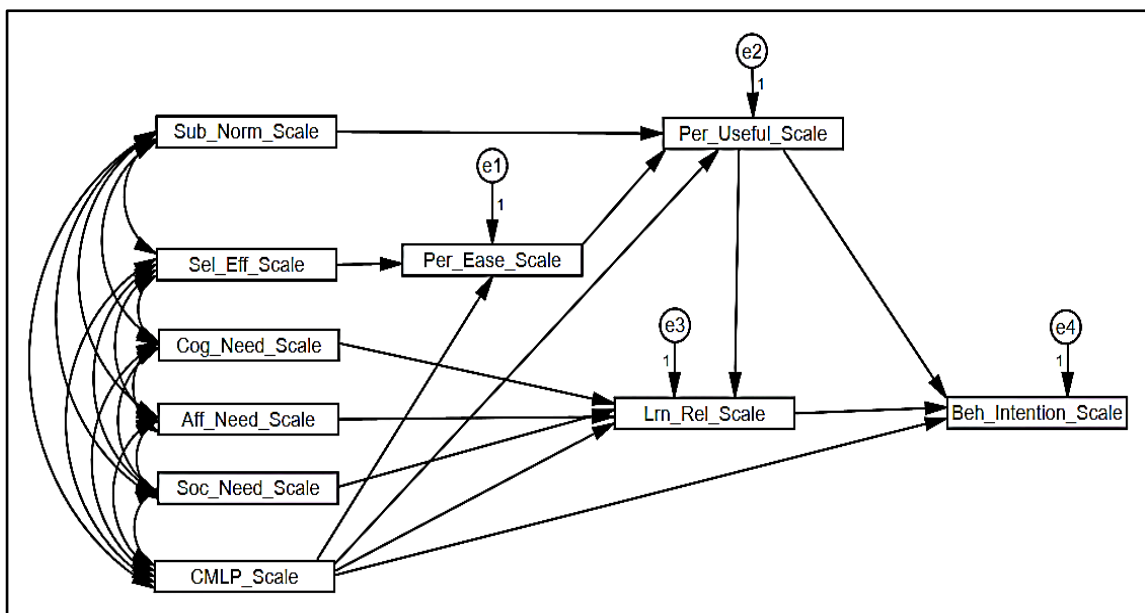 e2
1
Sub_Norm_Scale
Per_Useful_Scale
e1
1
Sel_Eff_Scale
Per_Ease_Scale
e3
e4
Cog_Need_Scale
1
1
Aff_Need_Scale
Lrn_Rel_Scale
Beh_Intention_Scale
Soc_Need_Scale
CMLP_Scale